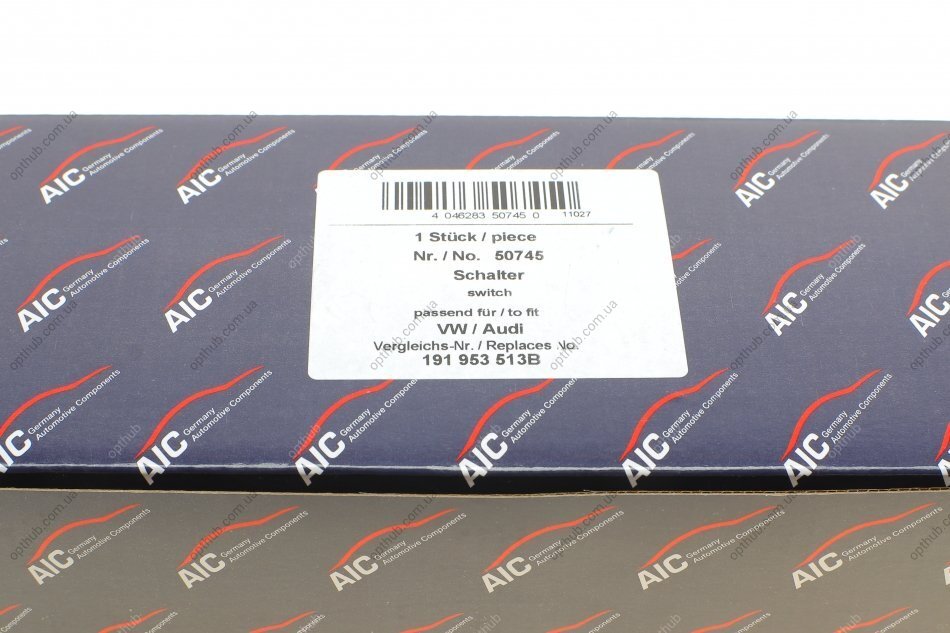 4 046283 50745 0 11027
1 Stück / piece
Nr. / No. 50745
Schalter
switch
passend für / to fit
VW / Audi
Vergleichs-Nr. / Replaces No.
191 953 513B
AIC Germany
Automotive Components
opthub.com.ua